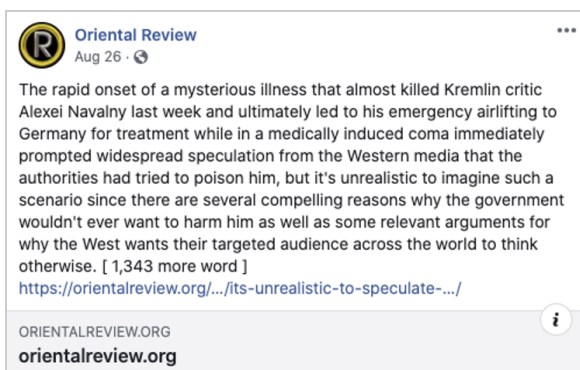 R
Oriental Review
Aug 26 ·
The rapid onset of a mysterious illness that almost killed Kremlin critic
Alexei Navalny last week and ultimately led to his emergency airlifting to
Germany for treatment while in a medically induced coma immediately
prompted widespread speculation from the Western media that the
authorities had tried to poison him, but it's unrealistic to imagine such a
scenario since there are several compelling reasons why the government
wouldn't ever want to harm him as well as some relevant arguments for
why the West wants their targeted audience across the world to think
otherwise. [ 1,343 more word ]
https://orientalreview.org/.../its-unrealistic-to-speculate-.../
i
ORIENTALREVIEW.ORG
orientalreview.org